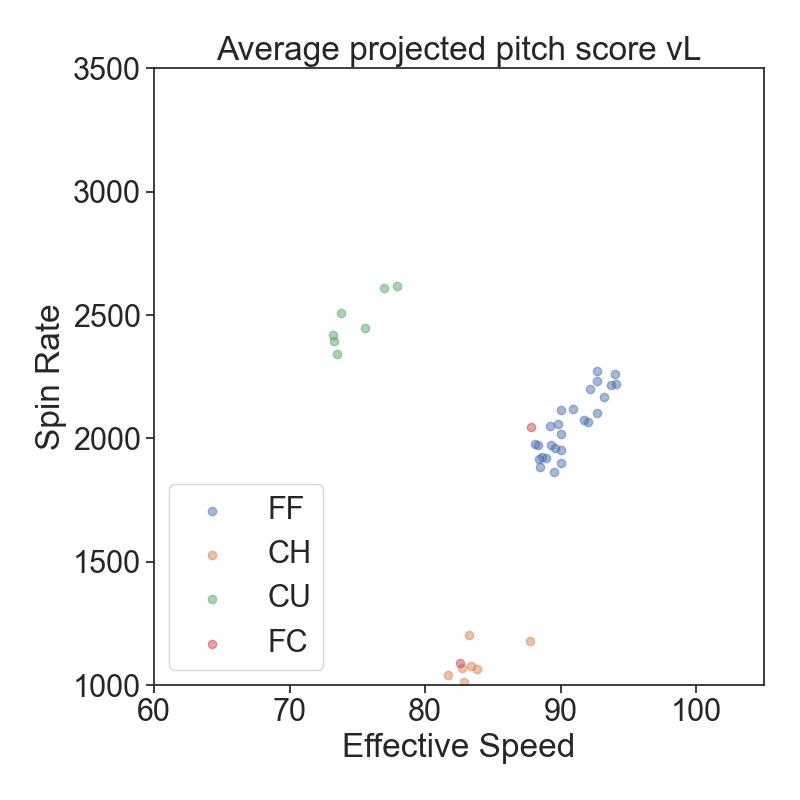 Average projected pitch score vL
3500
3000
2500
2000
1500
1000
Spin Rate
FF
CH
CU
FC
60 70 80 90 100
Effective Speed